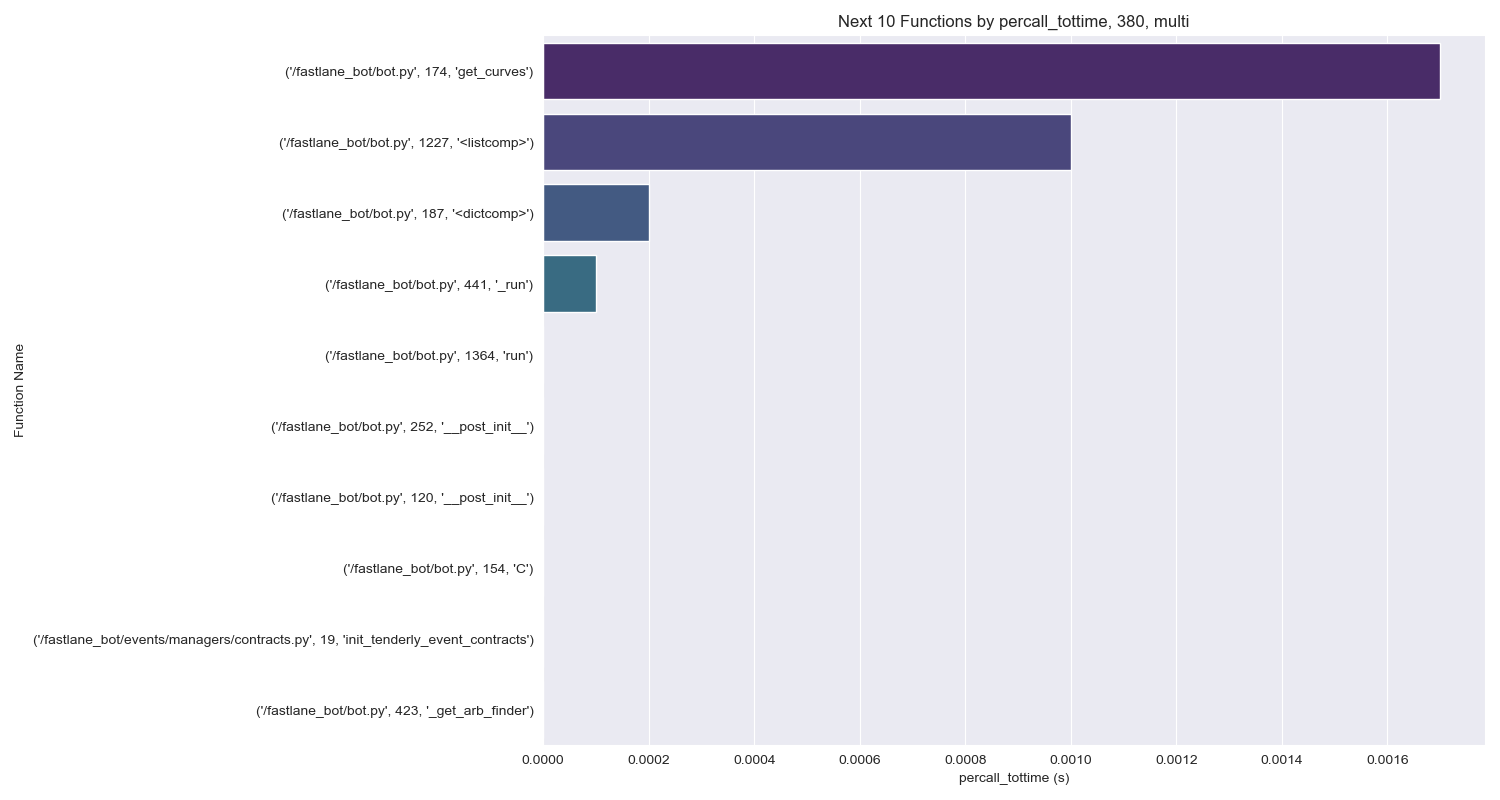 Next 10 Functions by percall_tottime, 380, multi
('/fastlane_bot/bot.py', 174, 'get_curves')
('/fastlane_bot/bot.py', 1227, '<listcomp>')
('/fastlane_bot/bot.py', 187, '<dictcomp>')
('/fastlane_bot/bot.py', 441, '_run')
('/fastlane_bot/bot.py', 1364, 'run')
('/fastlane_bot/bot.py', 252, '__post_init__')
('/fastlane_bot/bot.py', 120, '__post_init__')
('/fastlane_bot/bot.py', 154, 'C')
('/fastlane_bot/events/managers/contracts.py', 19, 'init_tenderly_event_contracts')
('/fastlane_bot/bot.py', 423, '_get_arb_finder')
Function Name
0.0000 0.0002 0.0004 0.0006 0.0008 0.0010 0.0012 0.0014 0.0016
percall_tottime (s)